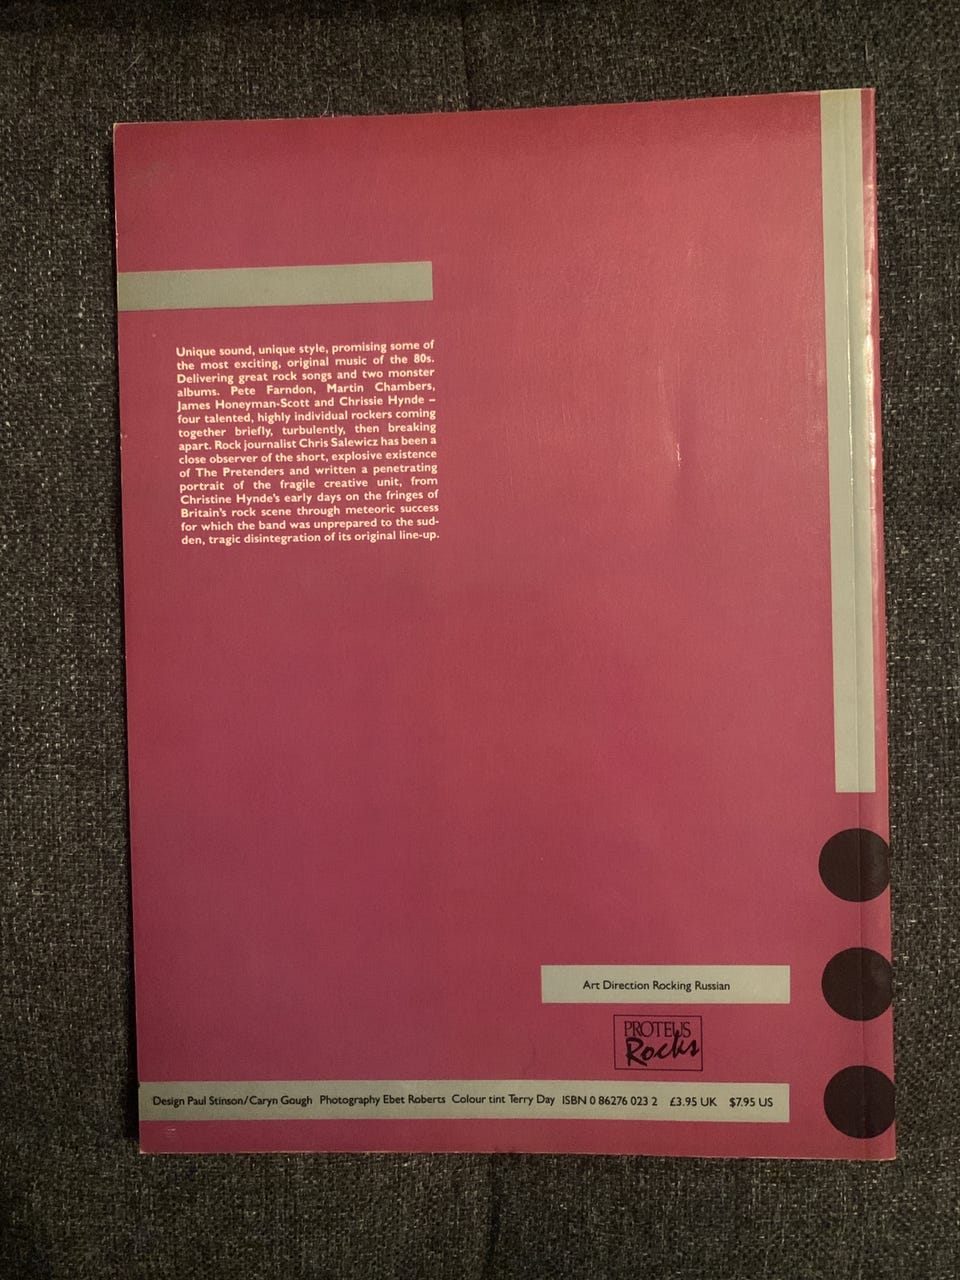 Unique sound, unique style, promising some of
the most exciting, original music of the 80s.
Delivering great rock songs and two monster
albums. Pete Farndon, Martin Chambers,
James Honeyman-Scott and Chrissie Hynde –
four talented, highly individual rockers coming
together briefly, turbulently, then breaking
apart. Rock journalist Chris Salewicz has been a
close observer of the short, explosive existence
of The Pretenders and written a penetrating
portrait of the fragile creative unit, from
Christine Hynde's early days on the fringes of
Britain's rock scene through meteoric success
for which the band was unprepared to the sud-
den, tragic disintegration of its original line-up.
Art Direction Rocking Russian
PROTEUS
Rocks
Design Paul Stinson/Caryn Gough Photography Ebet Roberts Colour tint Terry Day ISBN 0 86276 023 2 £3.95 UK $7.95 US